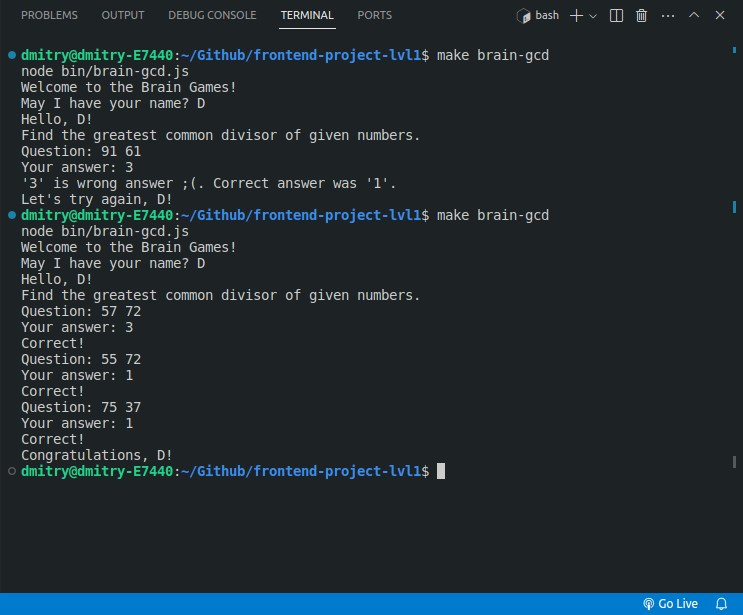 PROBLEMS OUTPUT DEBUG CONSOLE TERMINAL PORTS bash
dmitry@dmitry-E7440:~/Github/frontend-project-lvl1$ make brain-gcd
node bin/brain-gcd.js
Welcome to the Brain Games!
May I have your name? D
Hello, D!
Find the greatest common divisor of given numbers.
Question: 91 61
Your answer: 3
'3' is wrong answer ;(. Correct answer was '1'.
Let's try again, D!
dmitry@dmitry-E7440:~/Github/frontend-project-lvl1$ make brain-gcd
node bin/brain-gcd.js
Welcome to the Brain Games!
May I have your name? D
Hello, D!
Find the greatest common divisor of given numbers.
Question: 57 72
Your answer: 3
Correct!
Question: 55 72
Your answer: 1
Correct!
Question: 75 37
Your answer: 1
Correct!
Congratulations, D!
dmitry@dmitry-E7440:~/Github/frontend-project-lvl1$
Go Live